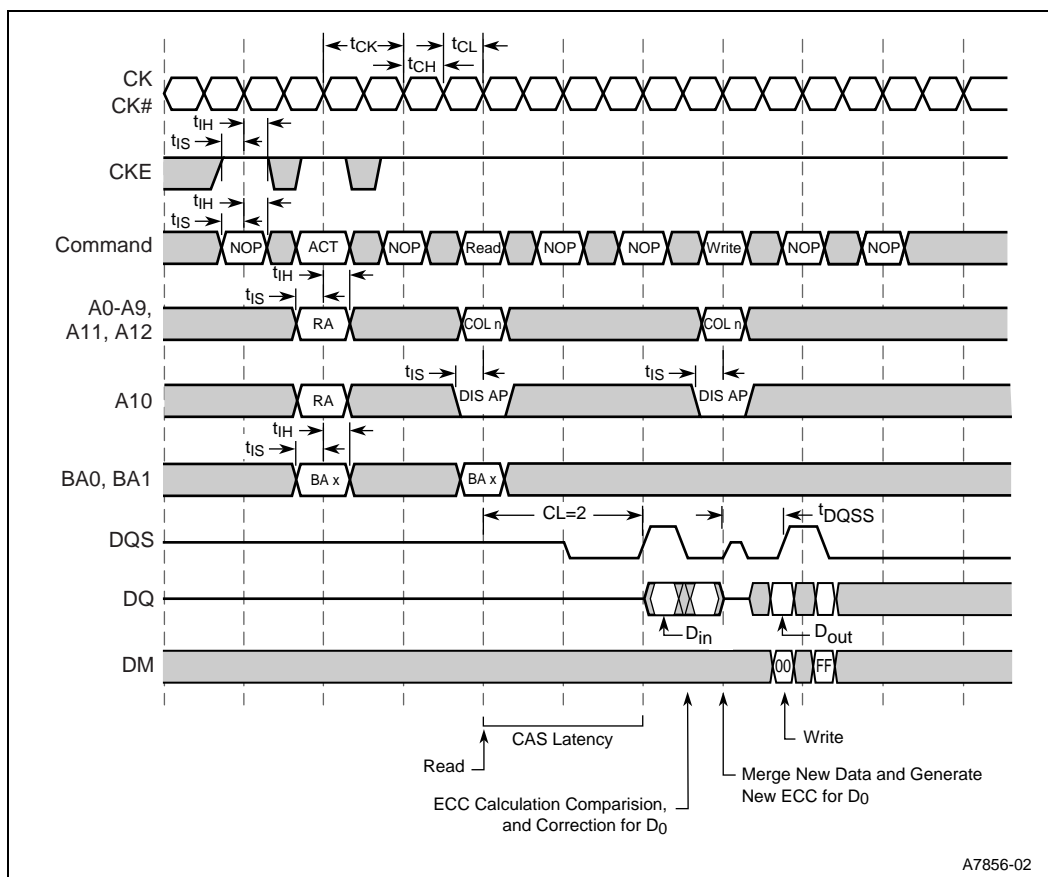 tCK
tCL
CK
tCH
CK#
tIH
tIS
CKE
tIH
tIS
Command
NOP
ACT
NOP
Read
NOP
NOP
Write
NOP
NOP
tIH
tIS
A0-A9,
A11, A12
RA
COL n
COL n
tIS
tIS
A10
RA
DIS AP
DIS AP
tIH
tIS
BA0, BA1
BA x
BA x
CL=2
tDQSS
DQS
DQ
Din
Dout
DM
00
FF
CAS Latency
Read
Write
ECC Calculation Comparision,
and Correction for D0
Merge New Data and Generate
New ECC for D0
A7856-02